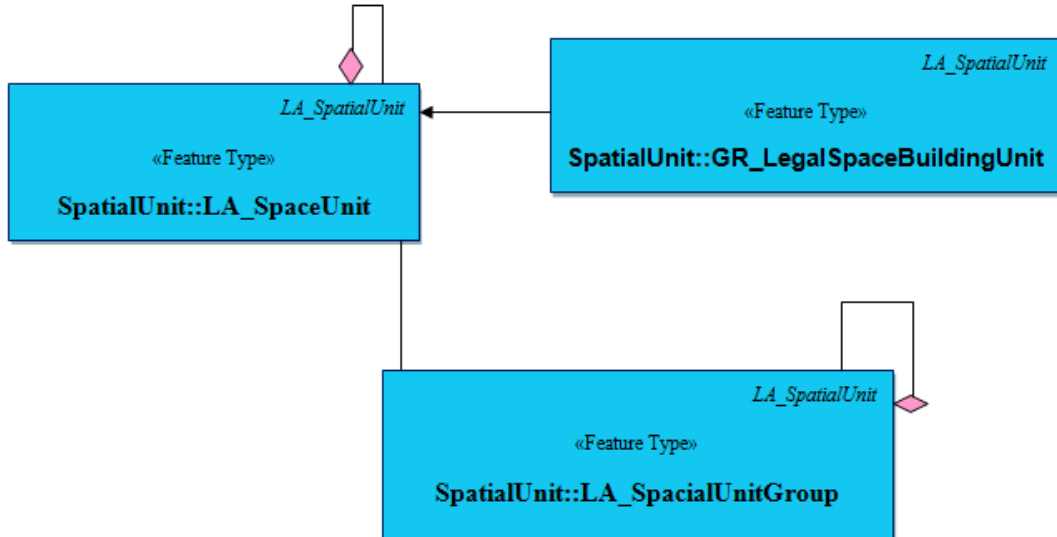 LA_SpatialUnit
«Feature Type»
SpatialUnit::LA_SpaceUnit
LA_SpatialUnit
«Feature Type»
SpatialUnit::GR_LegalSpaceBuildingUnit
LA_SpatialUnit
«Feature Type»
SpatialUnit::LA_SpacialUnitGroup